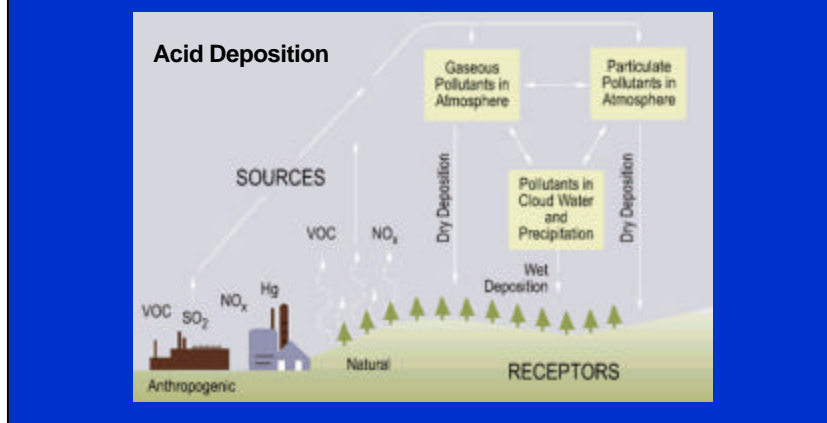 Acid Deposition
Gaseous
Pollutants in
Atmosphere
Particulate
Pollutants in
Atmosphere
SOURCES
Dry Deposition
Pollutants in
Cloud Water
and
Precipitation
Dry Deposition
VOC
NOx
Wet
Deposition
VOC
SO2
NOx
Hg
Natural
RECEPTORS
Anthropogenic